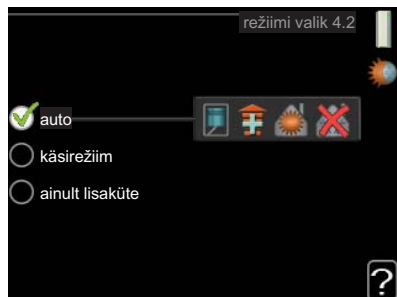 režiimi valik 4.2
auto
käsirežiim
ainult lisaküte
?